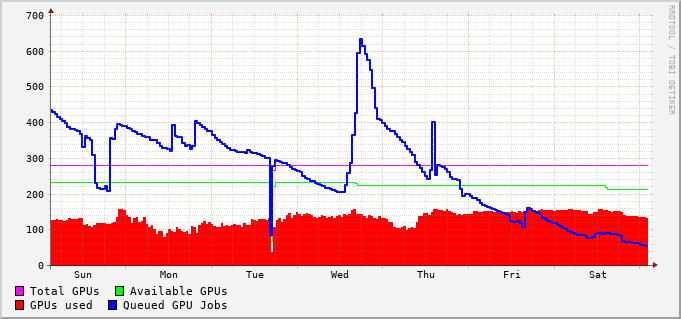 700
600
500
400
300
200
100
0
Sun Mon Tue Wed Thu Fri Sat
Total GPUs Available GPUs
GPUs used Queued GPU Jobs
RRDTOOL / TOBI OETIKER